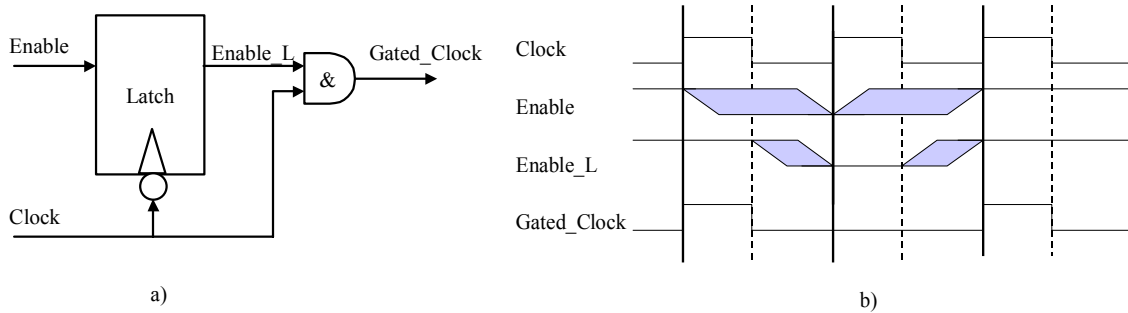 Enable
Latch
Enable_L
&
Gated_Clock
Clock
a)
Clock
Enable
Enable_L
Gated_Clock
b)